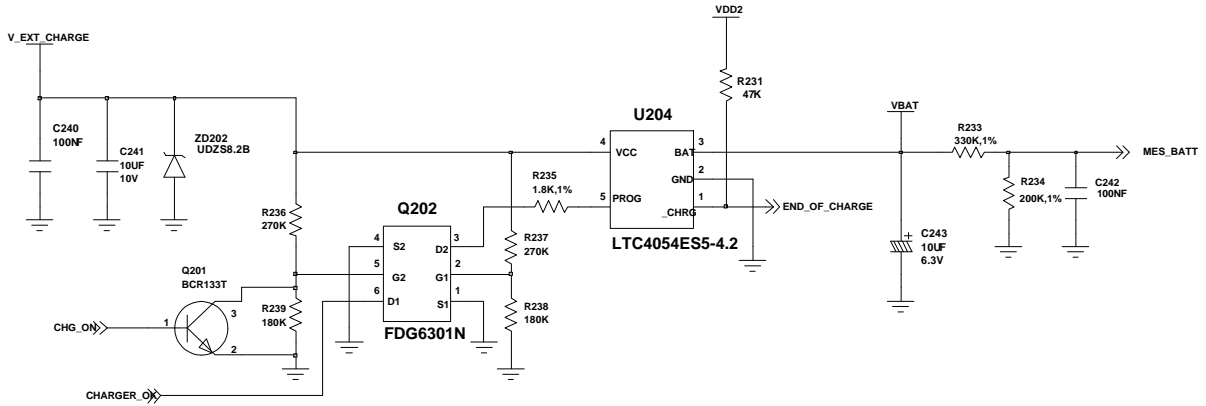 VDD2
V_EXT_CHARGE
R231
47K
U204
VBAT
C240
100NF
C241
10UF
10V
ZD202
UDZS8.2B
R233
330K,1%
4
VCC
BAT
3
MES_BATT
GND
2
R235
1.8K,1%
5
PROG
_CHRG
1
END_OF_CHARGE
R234
200K,1%
C242
100NF
LTC4054ES5-4.2
R236
270K
Q202
4
S2
D2
3
R237
270K
C243
10UF
6.3V
+
5
G2
G1
2
6
D1
S1
1
Q201
BCR133T
R239
180K
R238
180K
FDG6301N
CHG_ON
1
3
2
CHARGER_OK